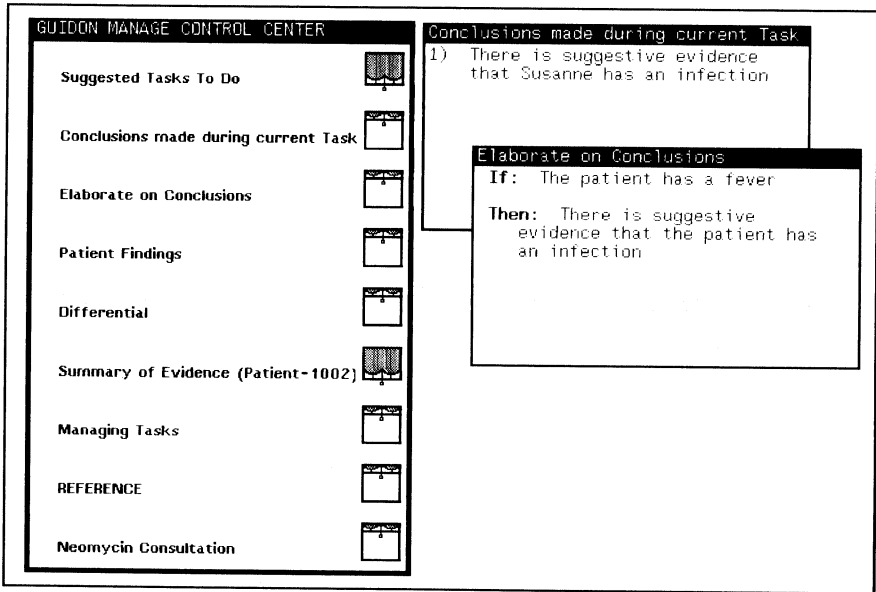 GUIDON MANAGE CONTROL CENTER
Suggested Tasks To Do
Conclusions made during current Task
Elaborate on Conclusions
Patient Findings
Differential
Summary of Evidence (Patient-1002)
Managing Tasks
REFERENCE
Neomycin Consultation
Conclusions made during current Task
1) There is suggestive evidence
that Susanne has an infection
Elaborate on Conclusions
If: The patient has a fever
Then: There is suggestive
evidence that the patient has
an infection